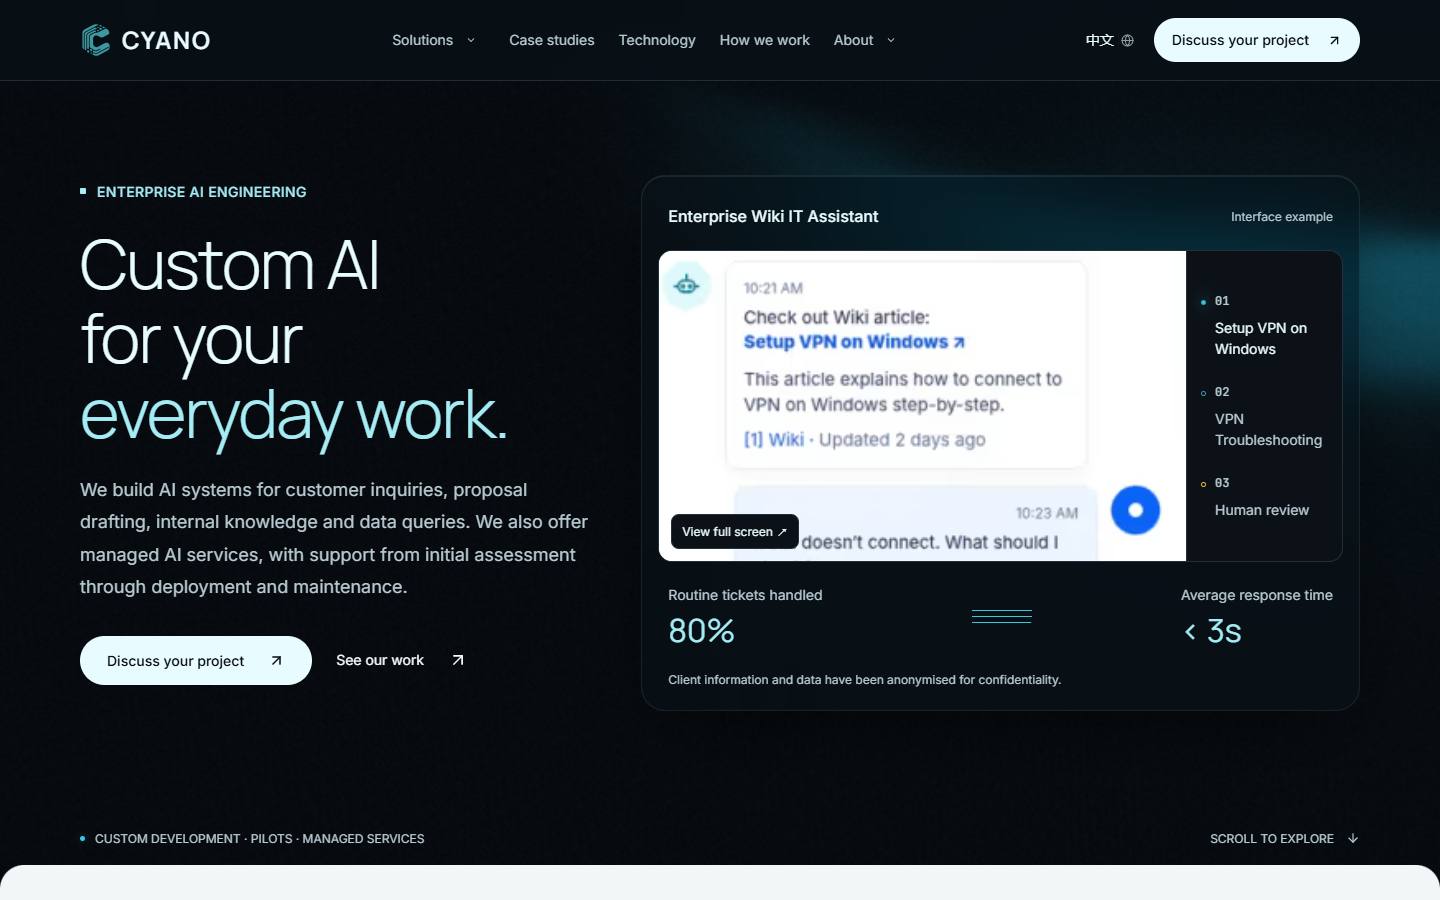 CYANO
Solutions
Case studies
Technology
How we work
About
中文
Discuss your project
ENTERPRISE AI ENGINEERING
Custom AI
for your
everyday work.
We build AI systems for customer inquiries, proposal
drafting, internal knowledge and data queries. We also offer
managed AI services, with support from initial assessment
through deployment and maintenance.
Discuss your project
See our work
Enterprise Wiki IT Assistant
Interface example
10:21 AM
Check out Wiki article:
Setup VPN on Windows
This article explains how to connect to
VPN on Windows step-by-step.
[1] Wiki · Updated 2 days ago
10:23 AM
doesn't connect. What should I
View full screen ↗
01
Setup VPN on
Windows
02
VPN
Troubleshooting
03
Human review
Routine tickets handled
80%
Average response time
< 3s
Client information and data have been anonymised for confidentiality.
CUSTOM DEVELOPMENT · PILOTS · MANAGED SERVICES
SCROLL TO EXPLORE